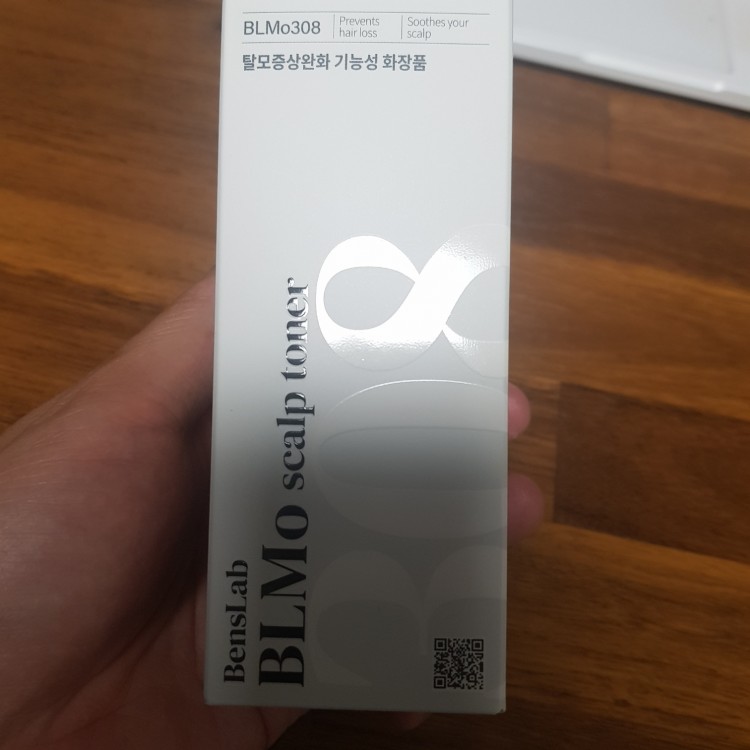 BLMo308
Prevents
hair loss
Soothes your
scalp
탈모증상완화 기능성 화장품
308
BensLab
BLMo scalp toner